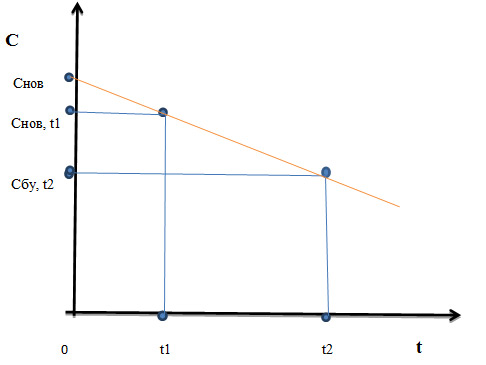 С
Снов
Снов, t1
Сбу, t2
0
t1
t2
t